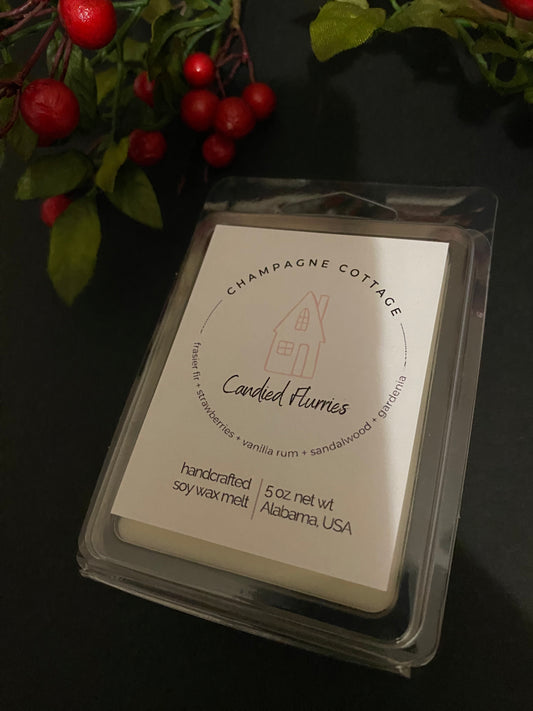 CHAMPAGNE COTTAGE
Candied Flurries
frasier fir + strawberries + vanilla rum + sandalwood + gardenia
handcrafted
soy wax melt
5 oz net wt
Alabama, USA